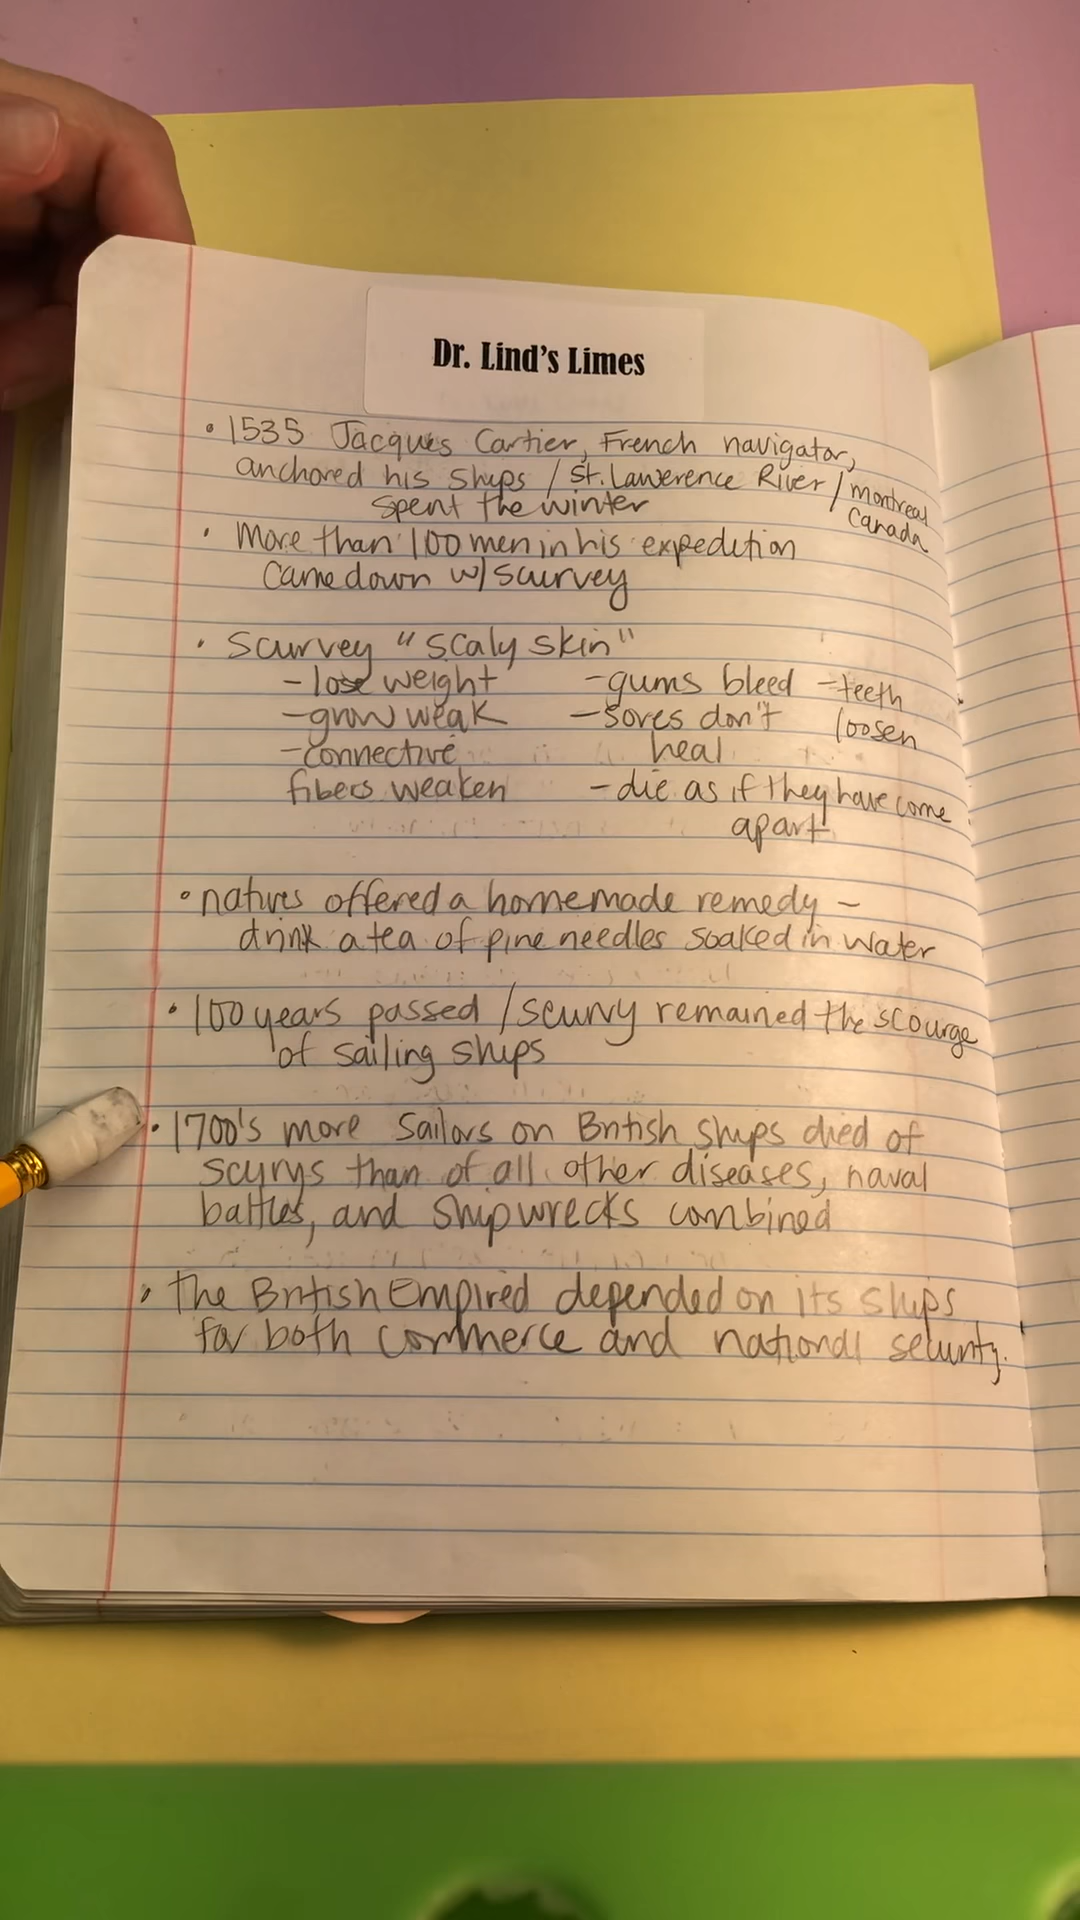 Dr. Lind's Limes
• 1535 Jacques Cartier, French navigator,
anchored his ships / St. Lawerence River / montreal
Canada
spent the winter
• More than 100 men in his expedition
came down w/ scurvey
• Scurvey "scaly skin"
- lose weight - gums bleed - teeth
- grow weak - sores don't loosen
- connective heal
fibers weaken - die as if they have come
apart
• natives offered a homemade remedy -
drink a tea of pine needles soaked in water
• 100 years passed / scurvy remained the scourge
of sailing ships
• 1700's more sailors on British ships died of
scurvy than of all other diseases, naval
battles, and shipwrecks combined
• The British Empired depended on its ships
for both commerce and national security.